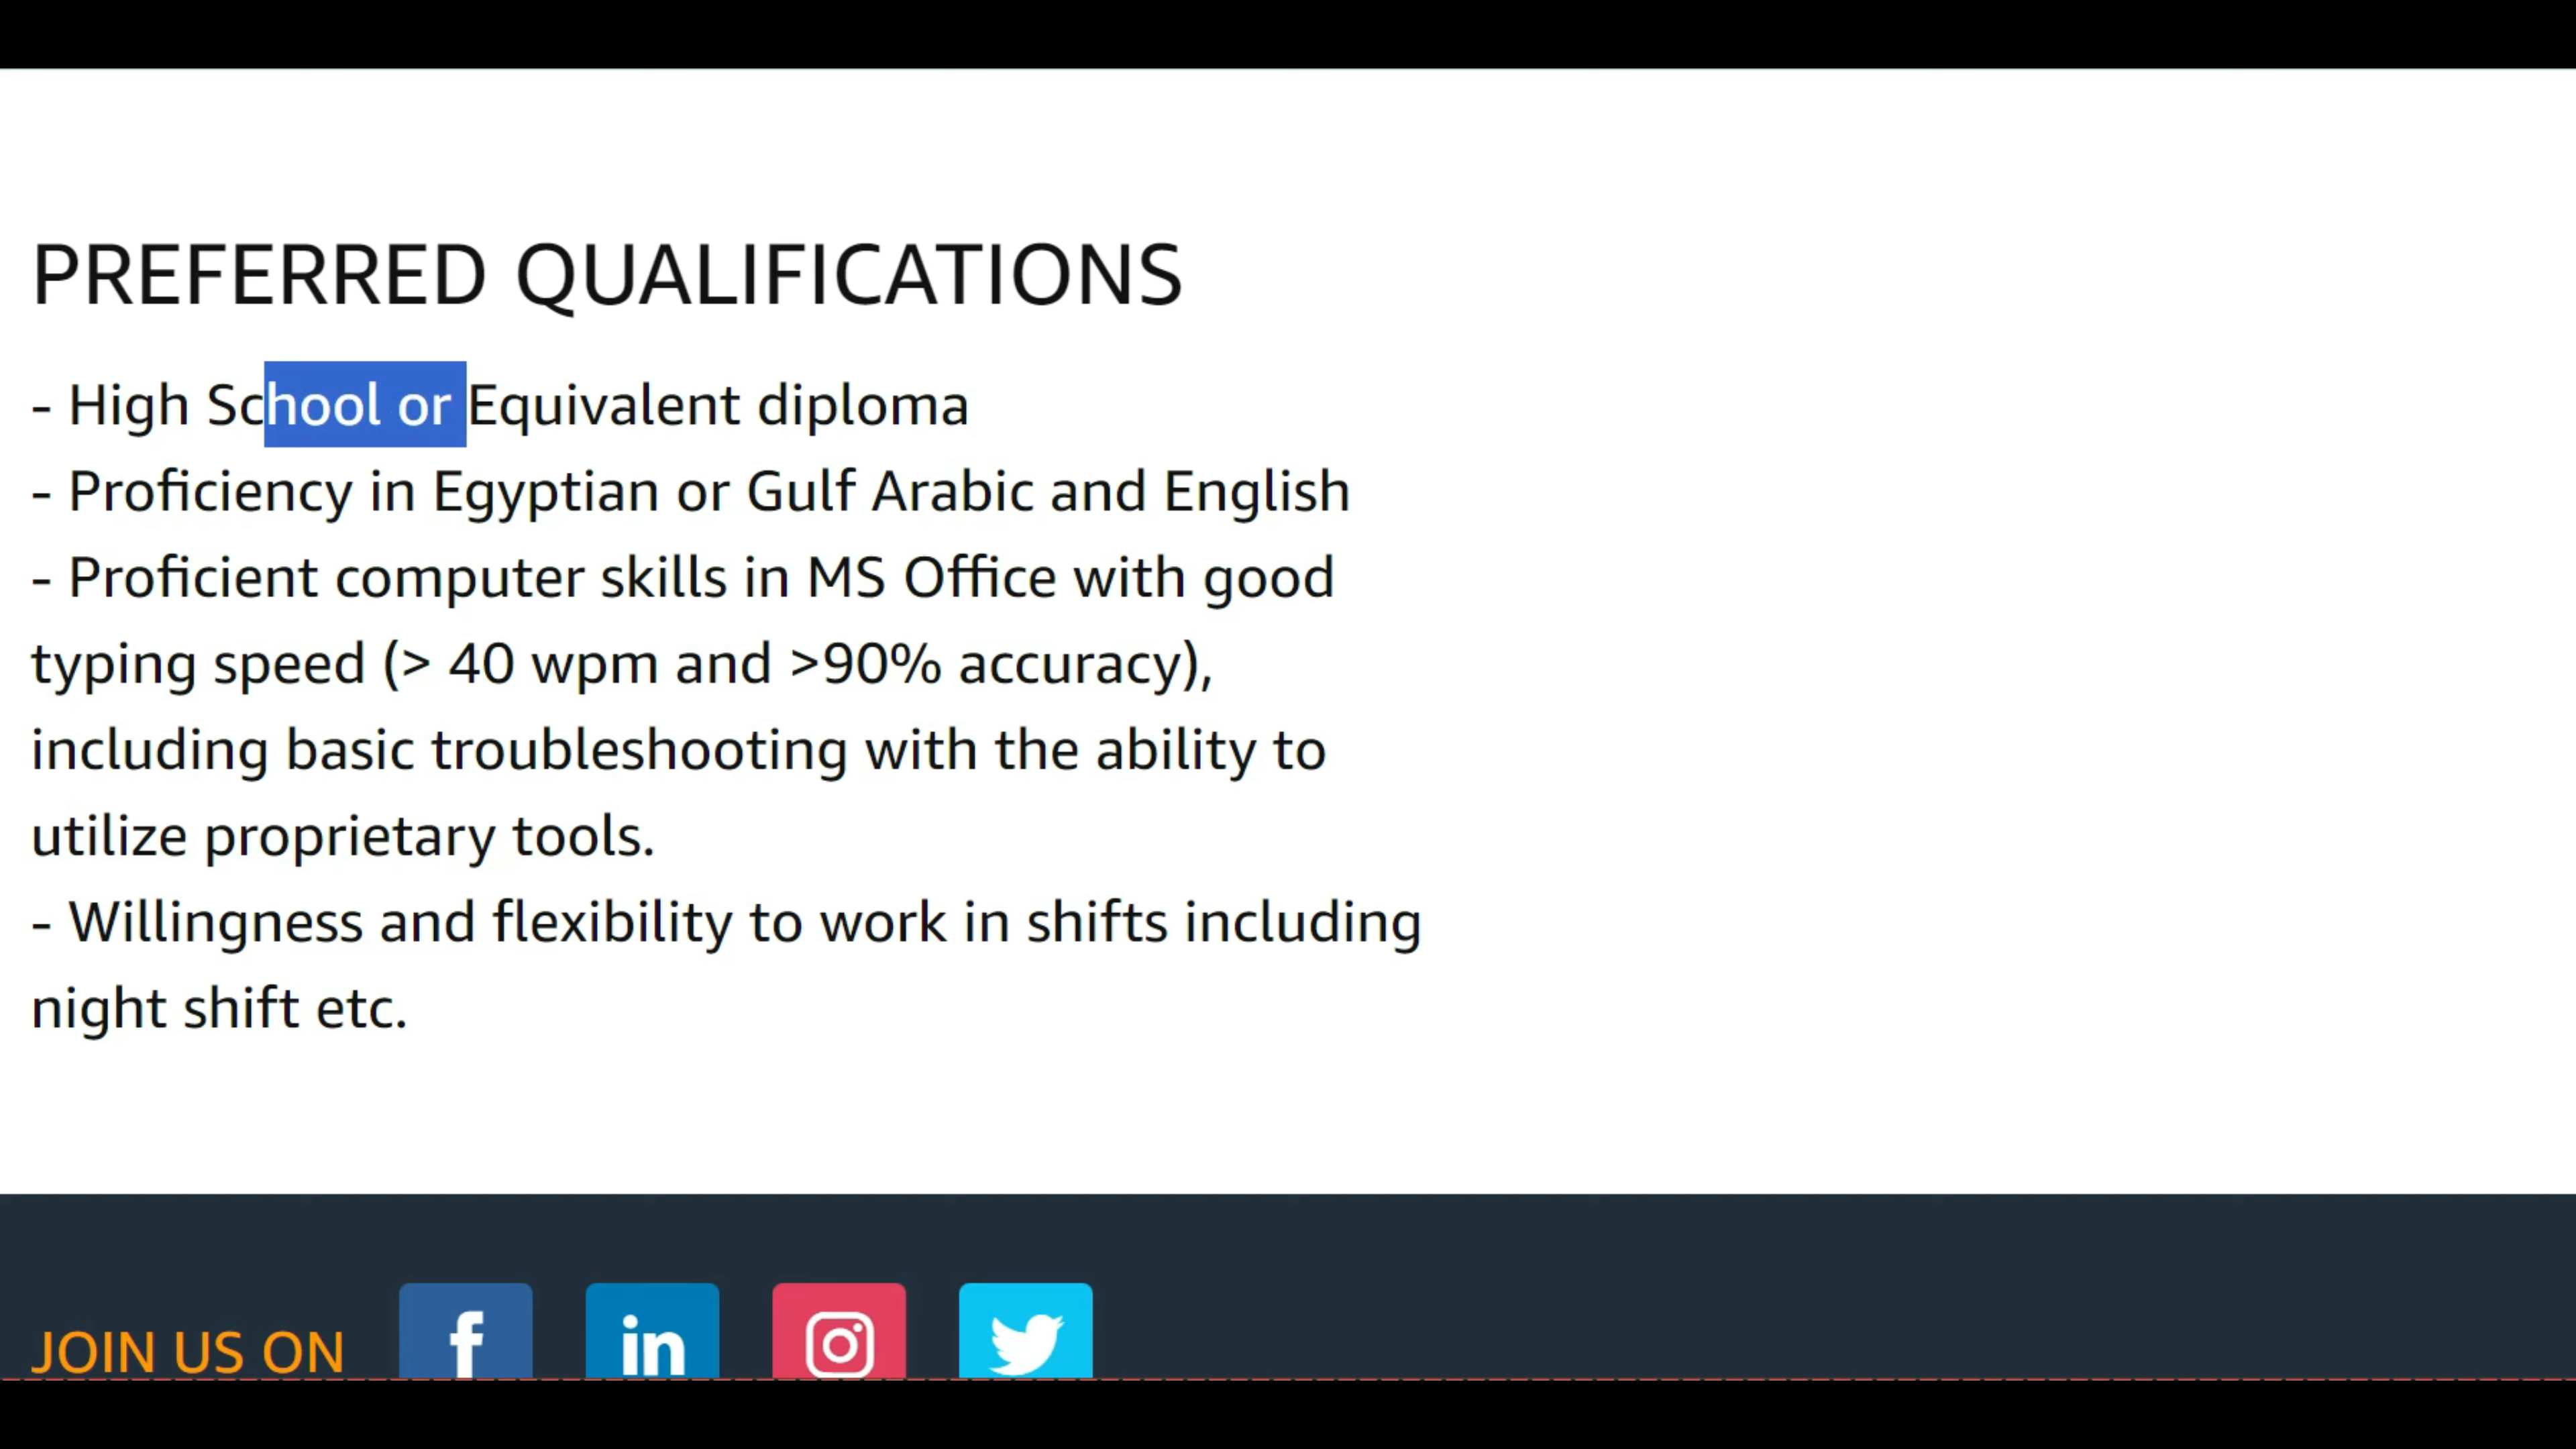 PREFERRED QUALIFICATIONS
- High School or Equivalent diploma
- Proficiency in Egyptian or Gulf Arabic and English
- Proficient computer skills in MS Office with good
typing speed (> 40 wpm and >90% accuracy),
including basic troubleshooting with the ability to
utilize proprietary tools.
- Willingness and flexibility to work in shifts including
night shift etc.
JOIN US ON f in